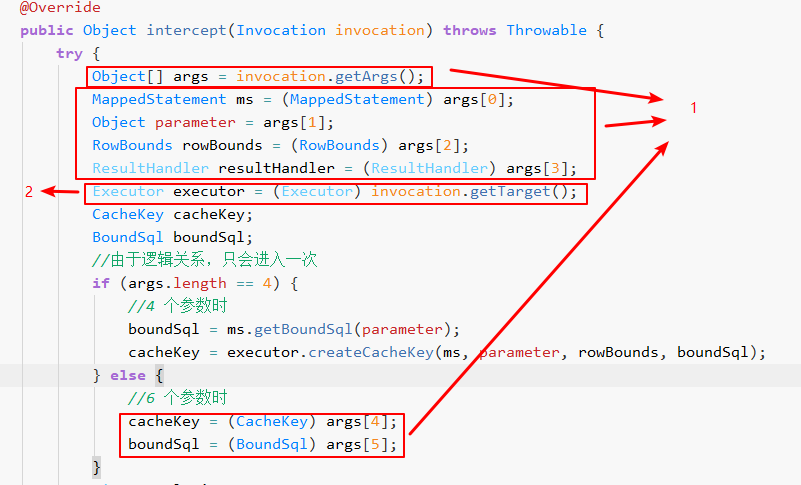 @Override
public Object intercept(Invocation invocation) throws Throwable {
try {
Object[] args = invocation.getArgs();
MappedStatement ms = (MappedStatement) args[0];
1
Object parameter = args[1];
RowBounds rowBounds = (RowBounds) args[2];
ResultHandler resultHandler = (ResultHandler) args[3];
2
Executor executor = (Executor) invocation.getTarget();
CacheKey cacheKey;
BoundSql boundSql;
//由于逻辑关系，只会进入一次
if (args.length == 4) {
//4 个参数时
boundSql = ms.getBoundSql(parameter);
cacheKey = executor.createCacheKey(ms, parameter, rowBounds, boundSql);
} else {
//6 个参数时
cacheKey = (CacheKey) args[4];
boundSql = (BoundSql) args[5];
}